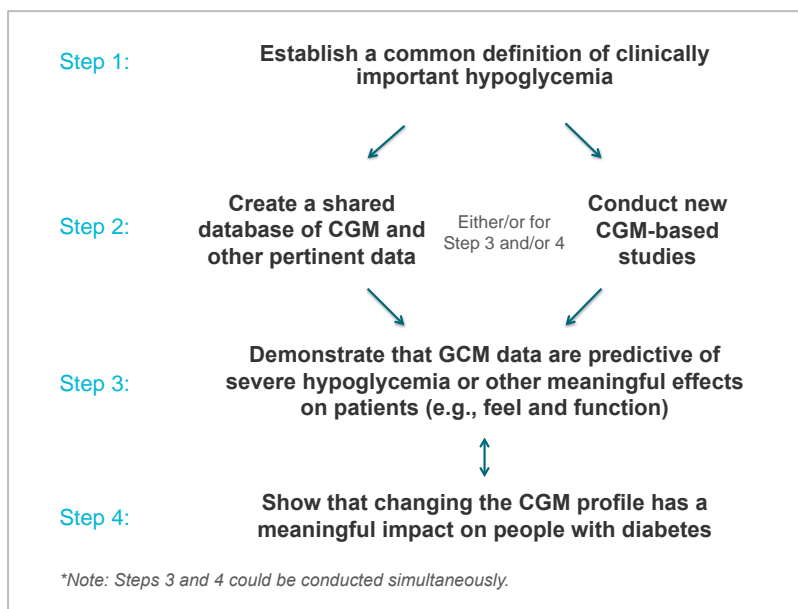 Step 1:
Establish a common definition of clinically
important hypoglycemia
Step 2:
Create a shared
database of CGM and
other pertinent data
Either/or for
Step 3 and/or 4
Conduct new
CGM-based
studies
Step 3:
Demonstrate that GCM data are predictive of
severe hypoglycemia or other meaningful effects
on patients (e.g., feel and function)
Step 4:
Show that changing the CGM profile has a
meaningful impact on people with diabetes
*Note: Steps 3 and 4 could be conducted simultaneously.